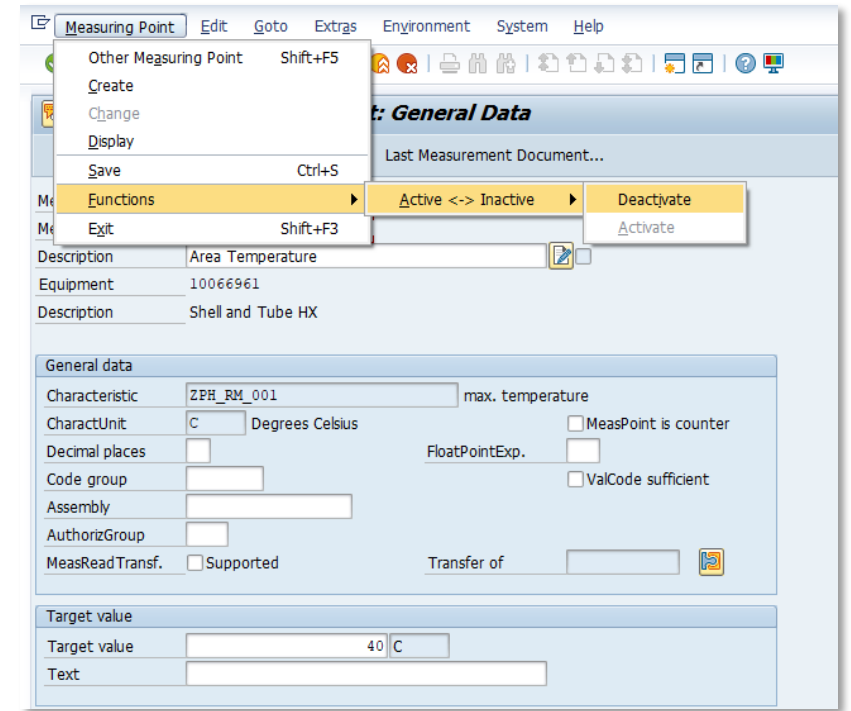 Measuring Point Edit Goto Extras Environment System Help
Other Measuring Point Shift+F5
Create
Change
Display
Save Ctrl+S
Functions
Exit Shift+F3
Active <-> Inactive
Deactivate
Activate
t: General Data
Last Measurement Document...
Description Area Temperature
Equipment 10066961
Description Shell and Tube HX
General data
Characteristic ZPH_RM_001 max. temperature
CharactUnit C Degrees Celsius MeasPoint is counter
Decimal places FloatPointExp.
Code group ValCode sufficient
Assembly
AuthorizGroup
MeasReadTransf. Supported Transfer of
Target value
Target value 40 C
Text